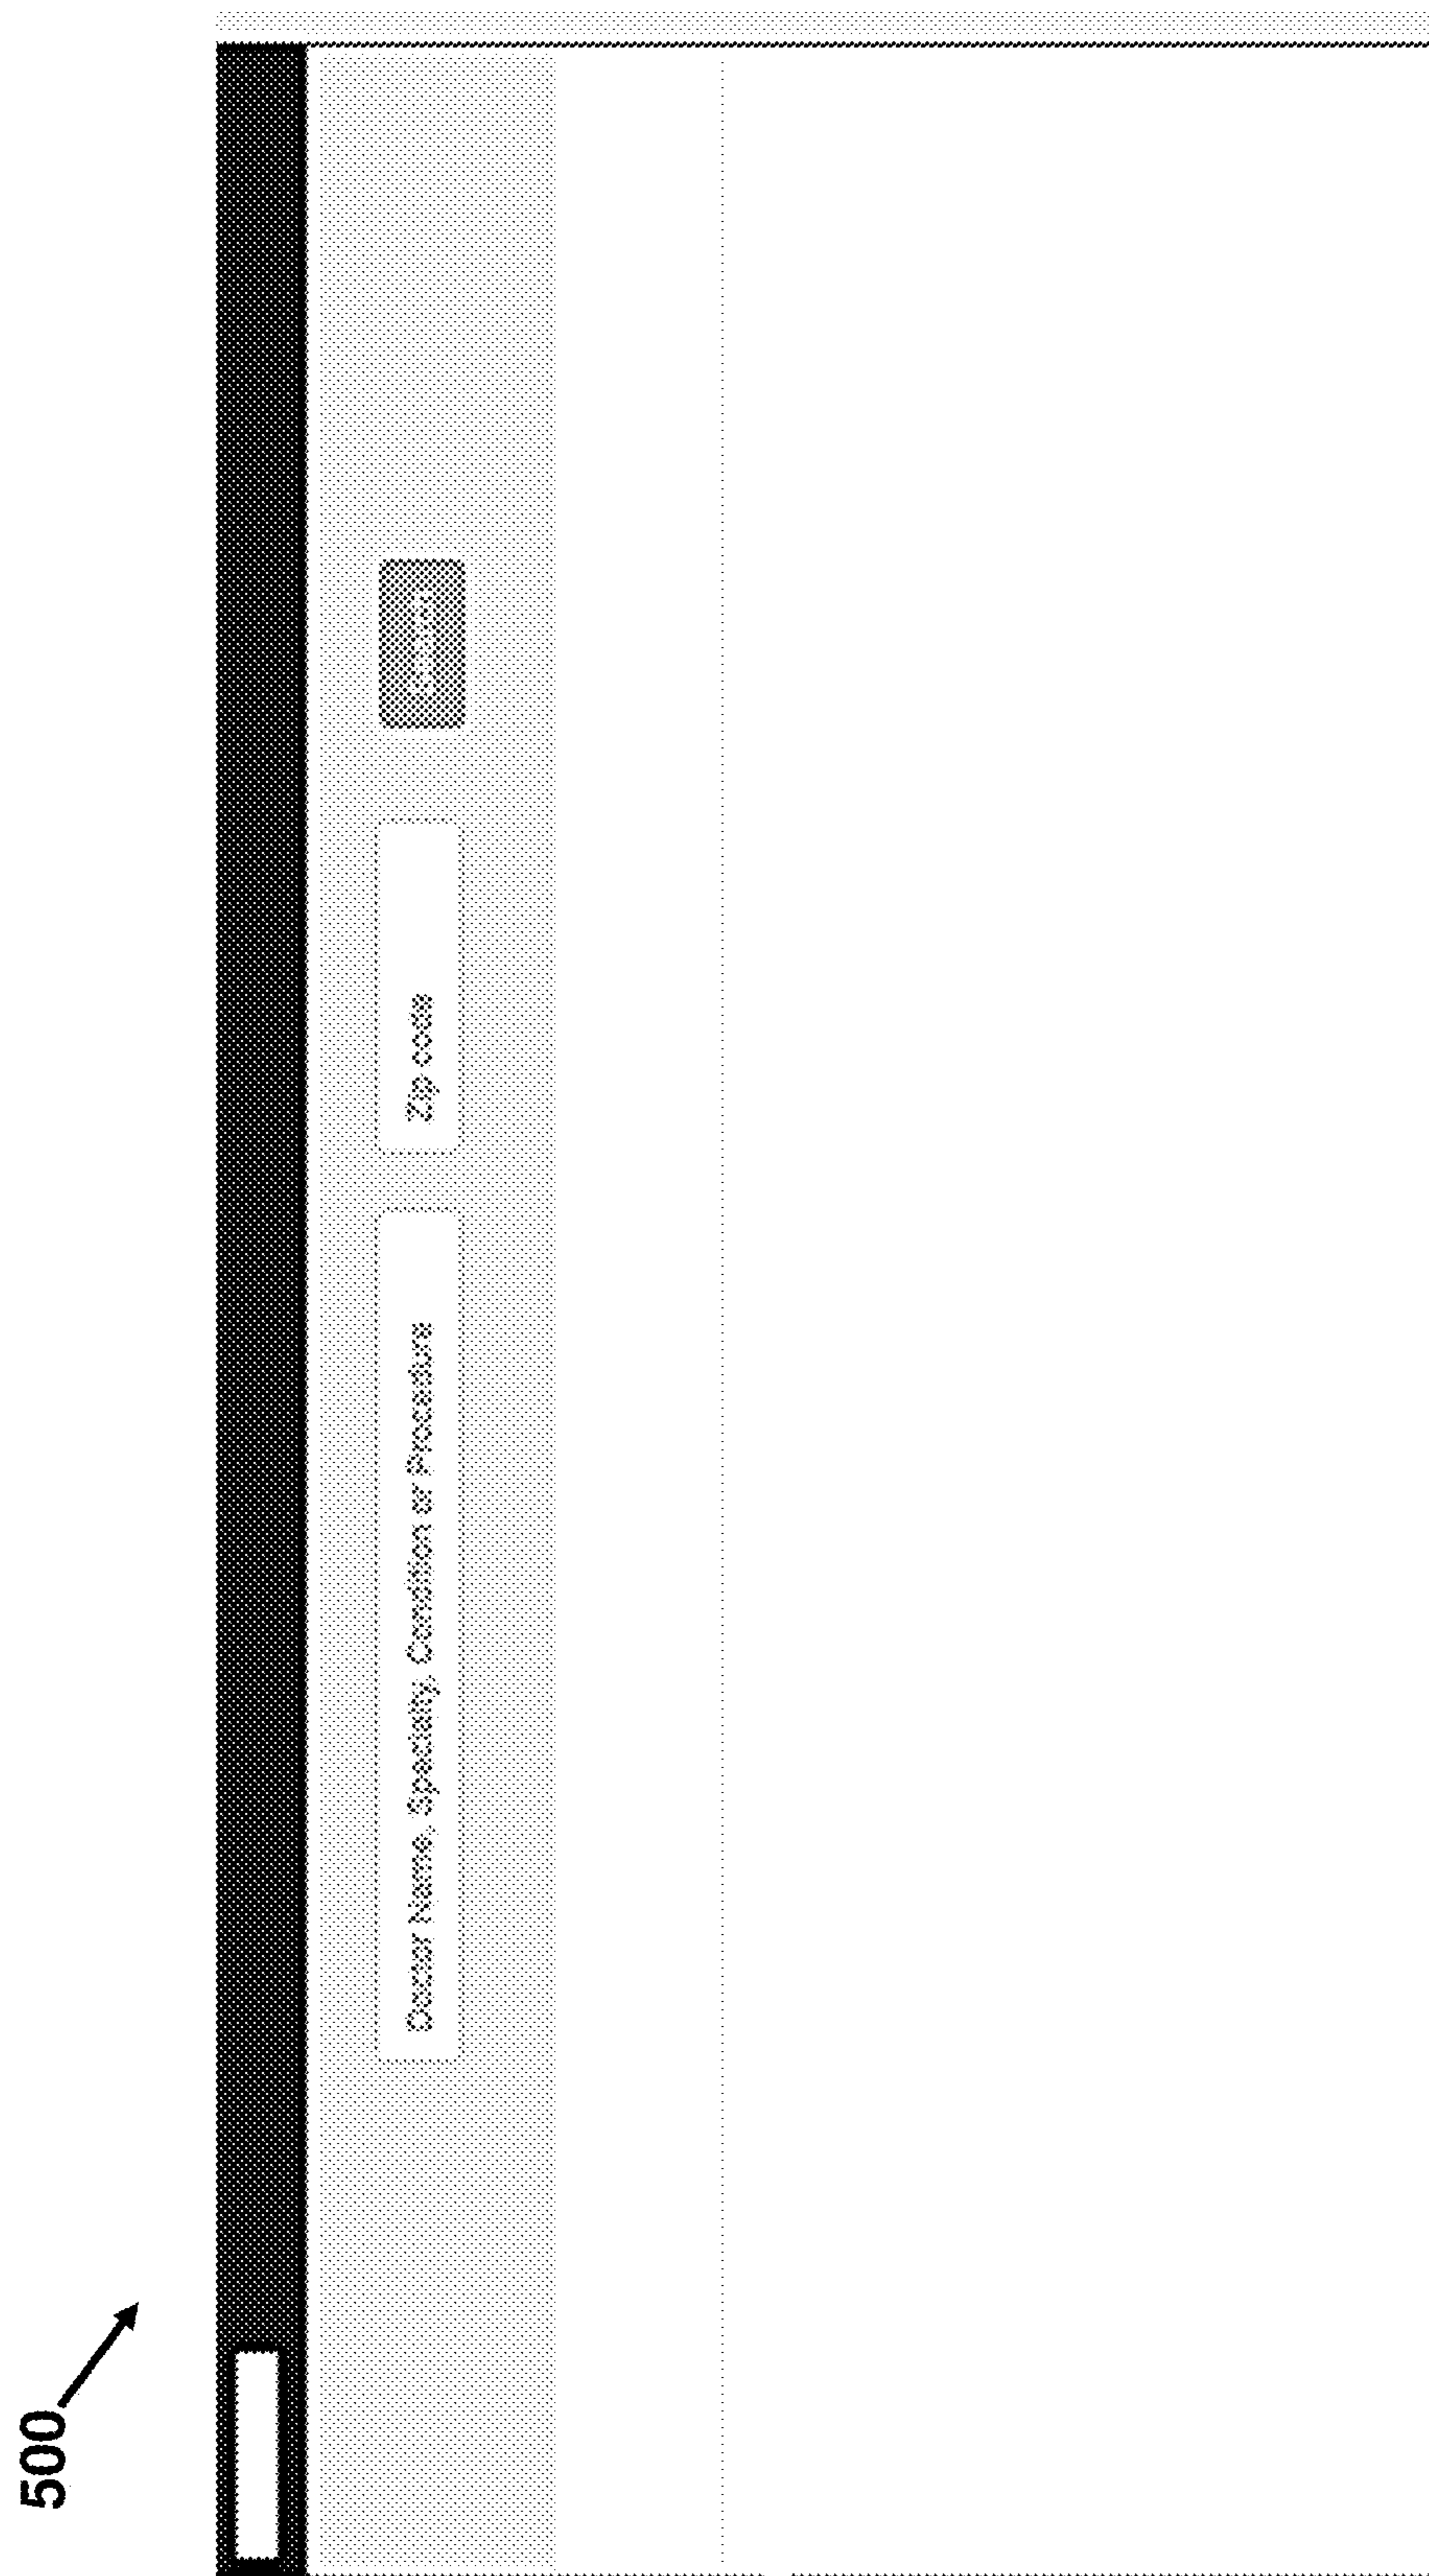 500
Doctor Name, Specialty, Condition or Procedure
Zip code